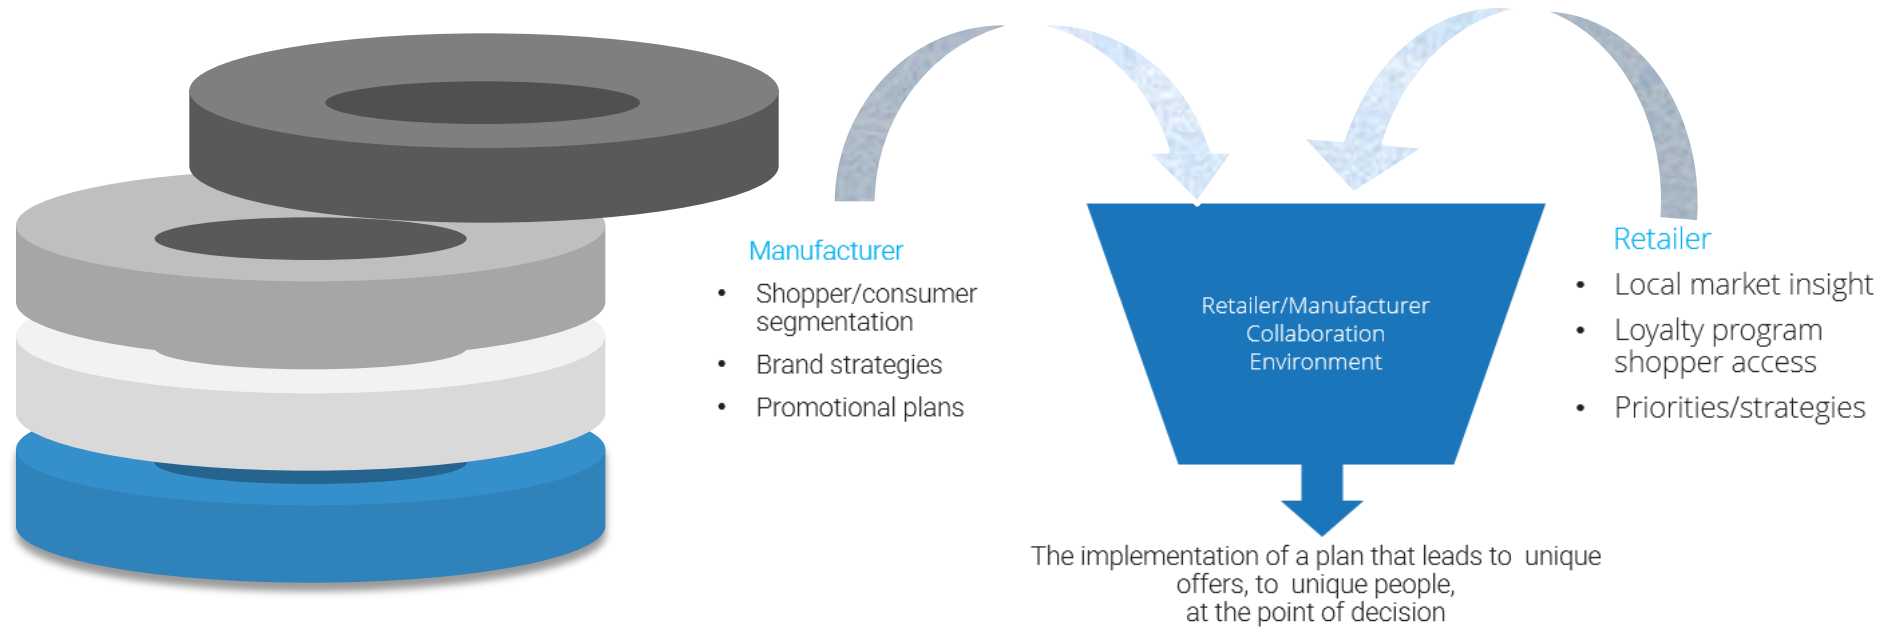 Manufacturer
• Shopper/consumer
segmentation
• Brand strategies
• Promotional plans
Retailer/Manufacturer
Collaboration
Environment
Retailer
• Local market insight
• Loyalty program
shopper access
• Priorities/strategies
The implementation of a plan that leads to unique
offers, to unique people,
at the point of decision